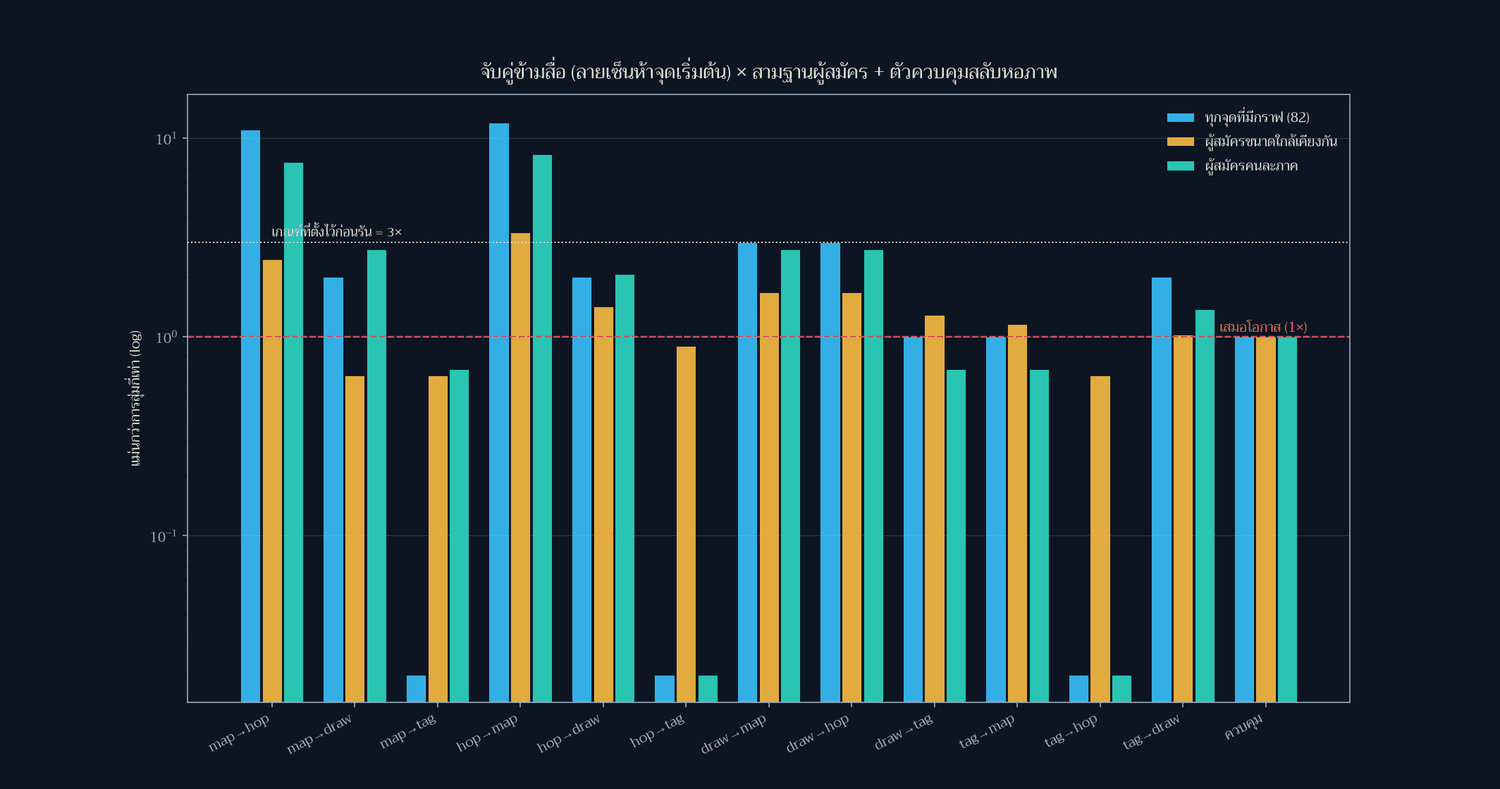 จับคู่ข้ามสื่อ (ลายเซ็นห้าจุดเริ่มต้น) × สามฐานผู้สมัคร + ตัวควบคุมสลับหอภาพ
ทุกจุดที่มีกราฟ (82)
ผู้สมัครขนาดใกล้เคียงกัน
ผู้สมัครคนละภาค
เกณฑ์ที่ตั้งไว้ก่อนรัน = 3×
เสมอโอกาส (1×)
แม่นกว่าการสุ่มกี่เท่า (log)
10¹
10⁰
10⁻¹
map→hop
map→draw
map→tag
hop→map
hop→draw
hop→tag
draw→map
draw→hop
draw→tag
tag→map
tag→hop
tag→draw
ควบคุม